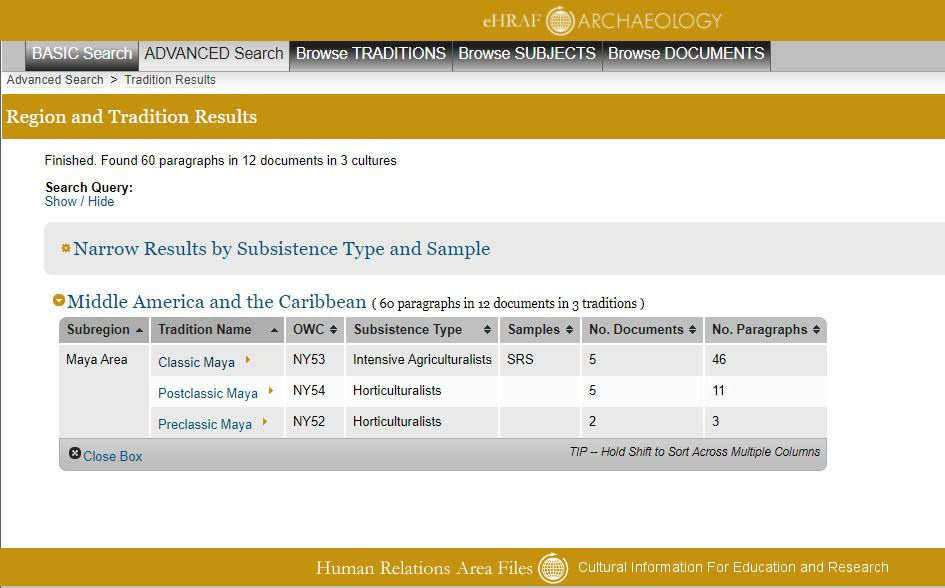 eHRAF ARCHAEOLOGY
BASIC Search ADVANCED Search Browse TRADITIONS Browse SUBJECTS Browse DOCUMENTS
Advanced Search > Tradition Results
Region and Tradition Results
Finished. Found 60 paragraphs in 12 documents in 3 cultures
Search Query:
Show / Hide
Narrow Results by Subsistence Type and Sample
Middle America and the Caribbean ( 60 paragraphs in 12 documents in 3 traditions )
Subregion Tradition Name OWC Subsistence Type Samples No. Documents No. Paragraphs
Maya Area Classic Maya NY53 Intensive Agriculturalists SRS 5 46
Postclassic Maya NY54 Horticulturalists 5 11
Preclassic Maya NY52 Horticulturalists 2 3
Close Box TIP -- Hold Shift to Sort Across Multiple Columns
Human Relations Area Files Cultural Information For Education and Research